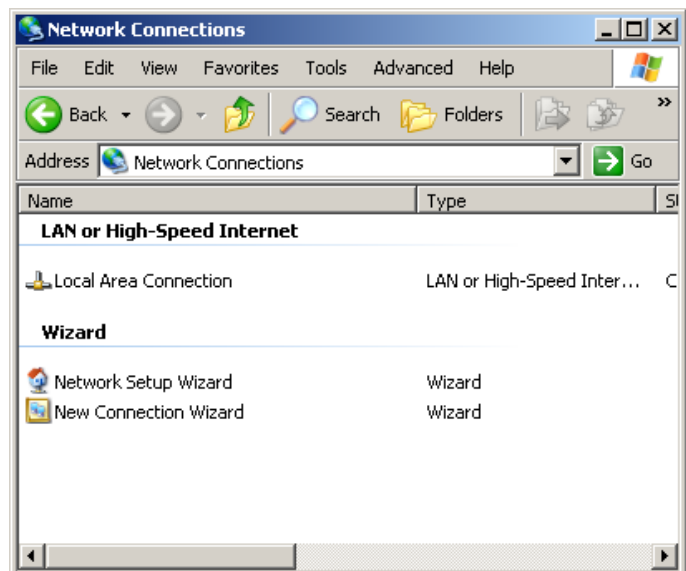 Network Connections
File Edit View Favorites Tools Advanced Help
Back Search Folders »
Address Network Connections Go
Name Type
LAN or High-Speed Internet
Local Area Connection LAN or High-Speed Inter... C
Wizard
Network Setup Wizard Wizard
New Connection Wizard Wizard